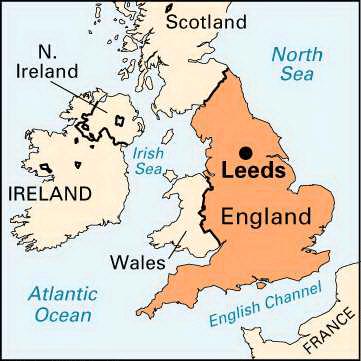 Scotland
North
Sea
N.
Ireland
Irish
Sea
Leeds
IRELAND
England
Wales
Atlantic
Ocean
English Channel
FRANCE